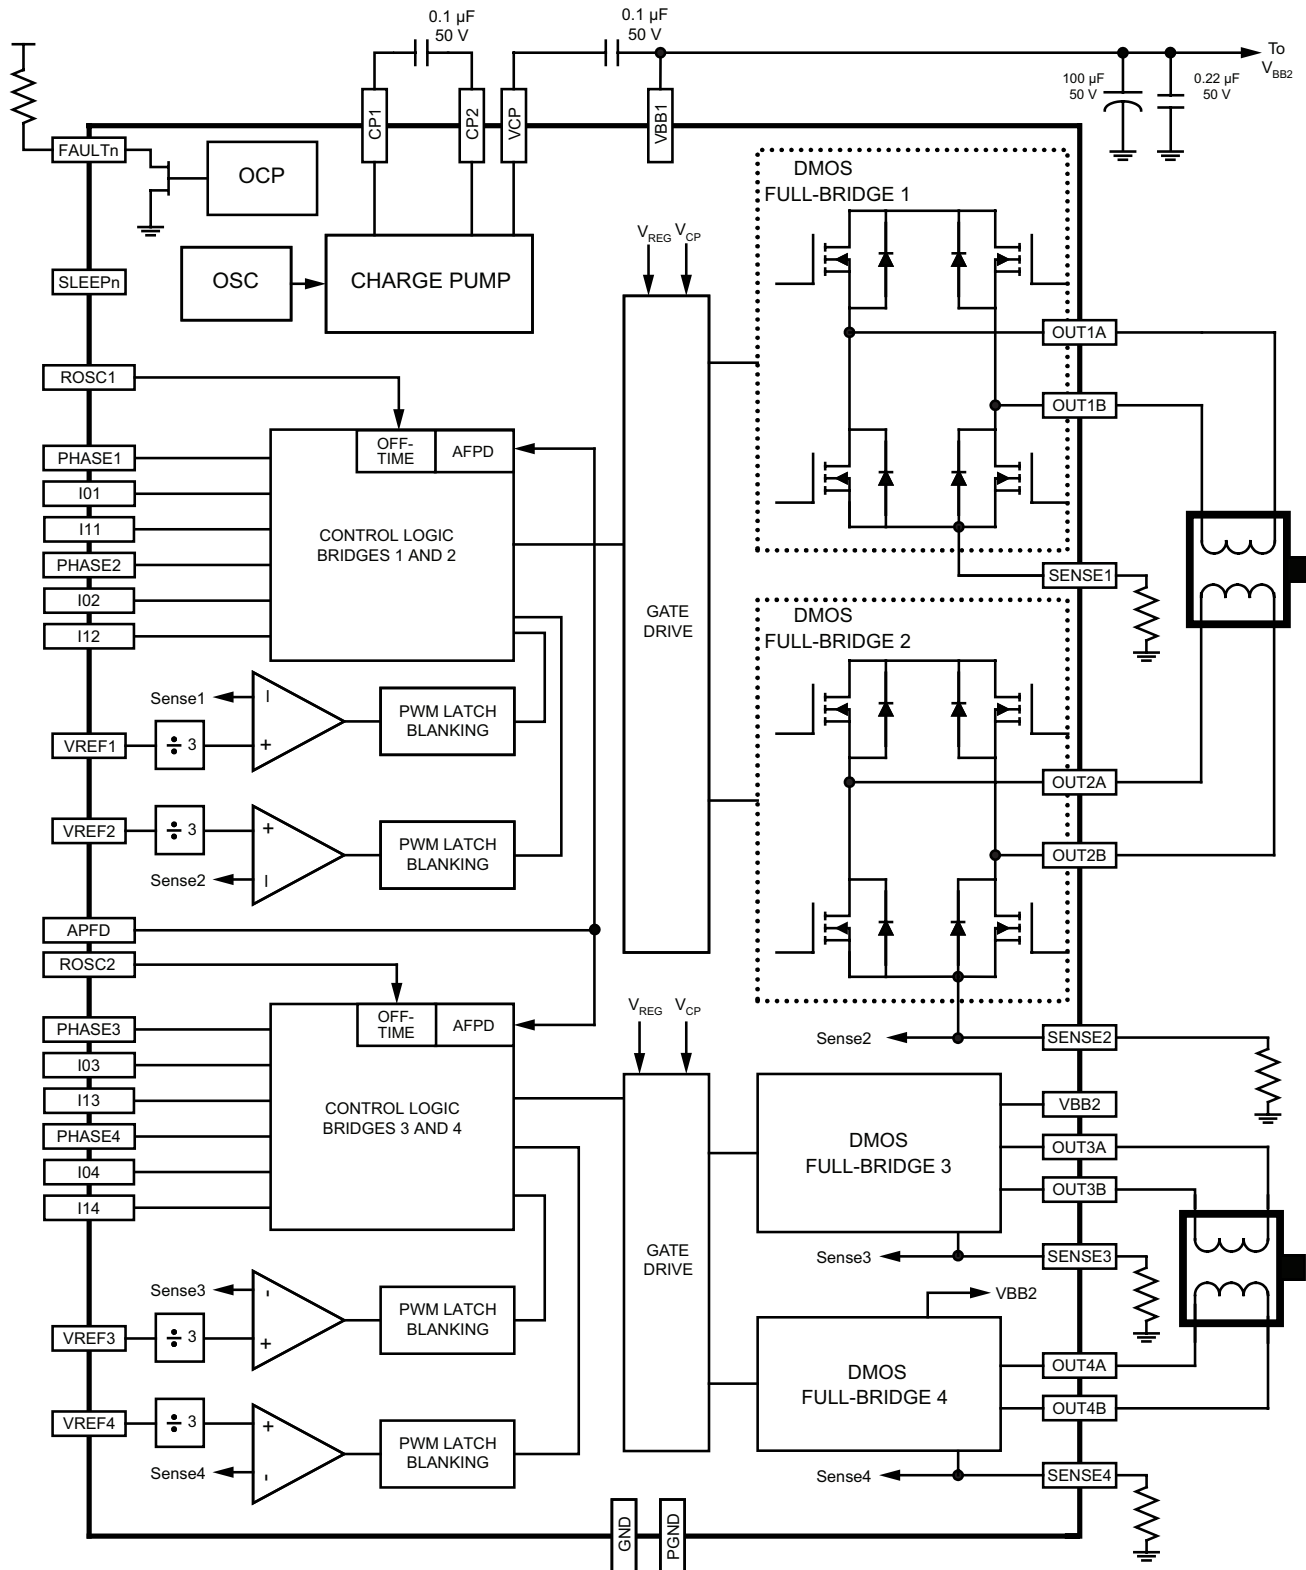 0.1 µF
50 V
0.1 µF
50 V
To
VBB2
100 µF
50 V
0.22 µF
50 V
CP1
CP2
VCP
VBB1
FAULTn
OCP
DMOS
FULL-BRIDGE 1
VREG VCP
SLEEPn
OSC
CHARGE PUMP
OUT1A
ROSC1
OUT1B
OFF-
TIME
AFPD
PHASE1
I01
I11
PHASE2
I02
I12
CONTROL LOGIC
BRIDGES 1 AND 2
SENSE1
GATE
DRIVE
DMOS
FULL-BRIDGE 2
Sense1
I
+
PWM LATCH
BLANKING
VREF1
÷ 3
OUT2A
VREF2
÷ 3
+
I
PWM LATCH
BLANKING
Sense2
OUT2B
APFD
ROSC2
OFF-
TIME
AFPD
VREG
VCP
PHASE3
I03
I13
PHASE4
I04
I14
CONTROL LOGIC
BRIDGES 3 AND 4
Sense2
SENSE2
VBB2
DMOS
FULL-BRIDGE 3
OUT3A
OUT3B
GATE
DRIVE
Sense3
SENSE3
Sense3
-
+
PWM LATCH
BLANKING
VREF3
÷ 3
VBB2
DMOS
FULL-BRIDGE 4
OUT4A
OUT4B
VREF4
÷ 3
+
-
PWM LATCH
BLANKING
Sense4
Sense4
SENSE4
GND
PGND